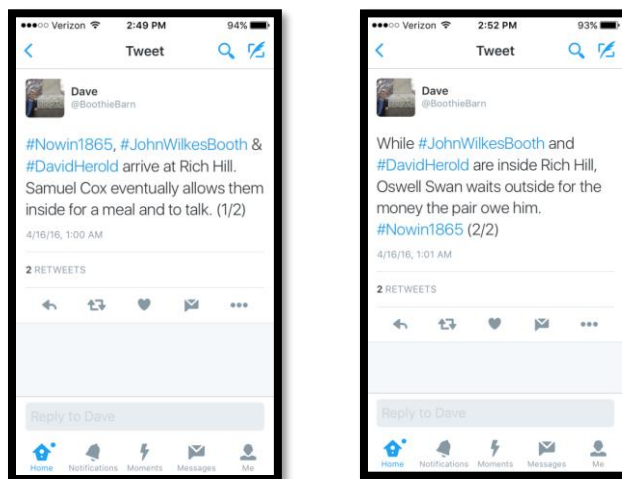 ●●●○○ Verizon 2:49 PM 94%
Tweet
Dave
@BoothieBarn
#Nowin1865, #JohnWilkesBooth &
#DavidHerold arrive at Rich Hill.
Samuel Cox eventually allows them
inside for a meal and to talk. (1/2)
4/16/16, 1:00 AM
2 RETWEETS
Reply to Dave
Home Notifications Moments Messages Me
●●●○○ Verizon 2:52 PM 93%
Tweet
Dave
@BoothieBarn
While #JohnWilkesBooth and
#DavidHerold are inside Rich Hill,
Oswell Swan waits outside for the
money the pair owe him.
#Nowin1865 (2/2)
4/16/16, 1:01 AM
2 RETWEETS
Reply to Dave
Home Notifications Moments Messages Me